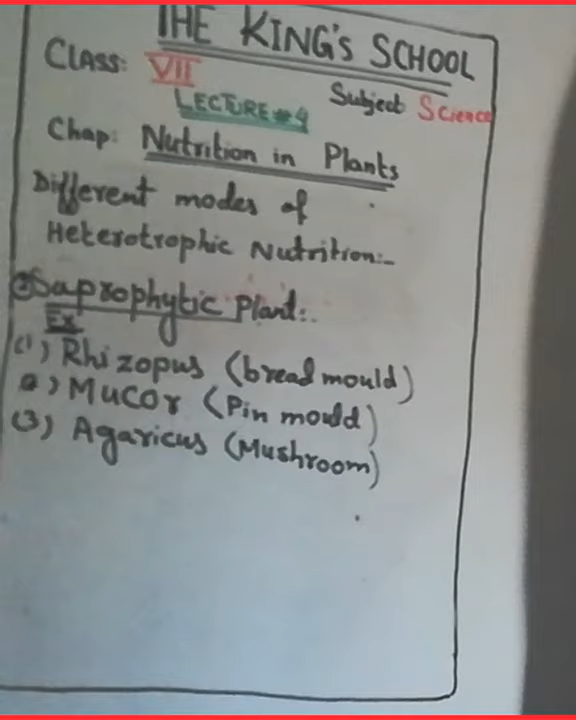 THE KING'S SCHOOL
CLASS: VII Subject Science
LECTURE #4
Chap: Nutrition in Plants
Different modes of
Heterotrophic Nutrition:-
② Saprophytic Plant:-
Ex
(1) Rhizopus (bread mould)
2) Mucor (Pin mould)
(3) Agaricus (Mushroom)